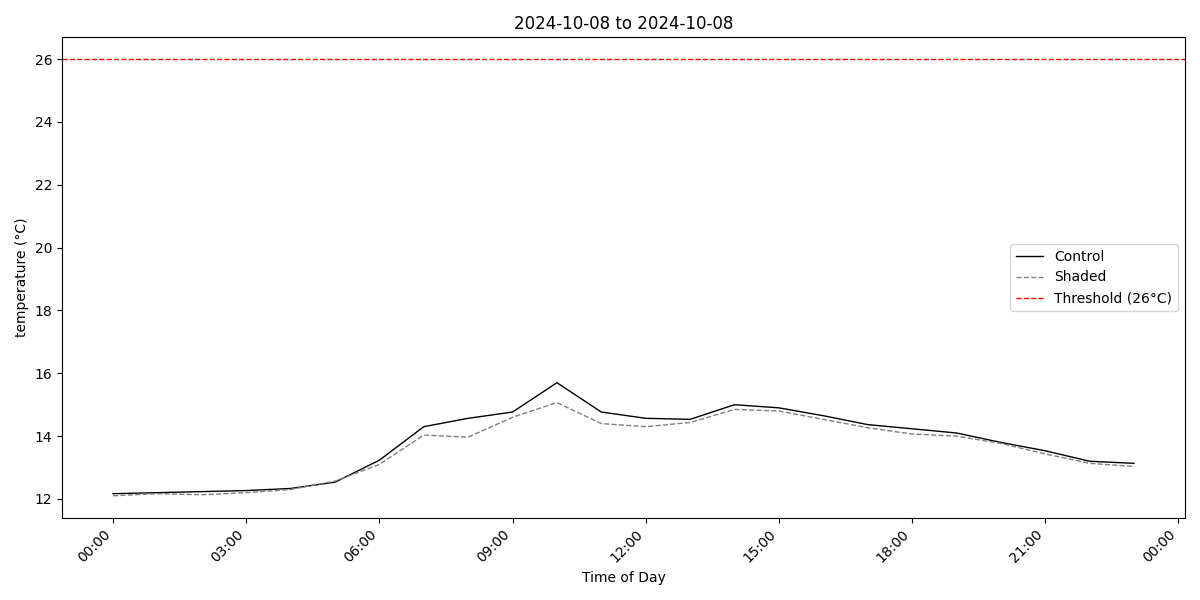 2024-10-08 to 2024-10-08
26
24
22
20
18
16
14
12
temperature (°C)
Control
Shaded
Threshold (26°C)
00:00
03:00
06:00
09:00
12:00
15:00
18:00
21:00
00:00
Time of Day